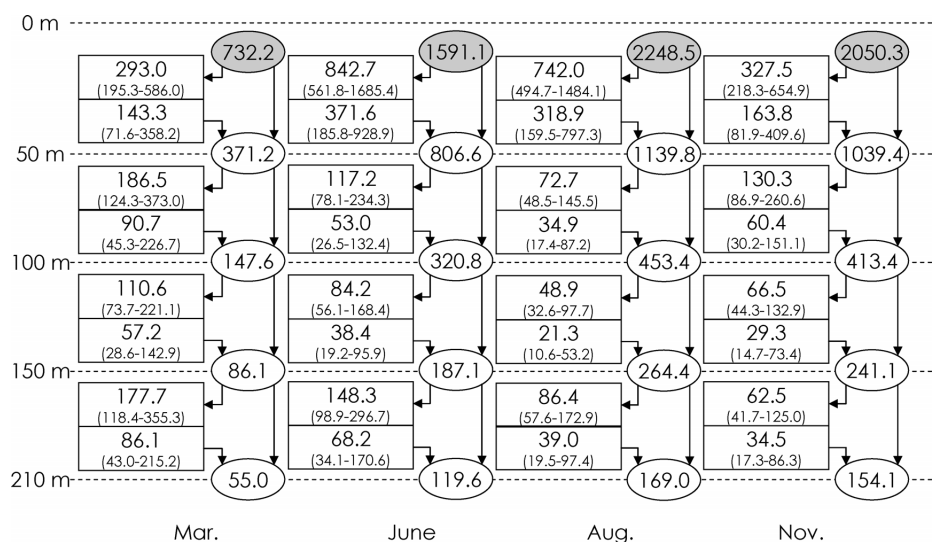 0 m
732.2 1591.1 2248.5 2050.3
293.0 842.7 742.0 327.5
(195.3-586.0) (561.8-1685.4) (494.7-1484.1) (218.3-654.9)
143.3 371.6 318.9 163.8
(71.6-358.2) (185.8-928.9) (159.5-797.3) (81.9-409.6)
50 m 371.2 806.6 1139.8 1039.4
186.5 117.2 72.7 130.3
(124.3-373.0) (78.1-234.3) (48.5-145.5) (86.9-260.6)
90.7 53.0 34.9 60.4
(45.3-226.7) (26.5-132.4) (17.4-87.2) (30.2-151.1)
100 m 147.6 320.8 453.4 413.4
110.6 84.2 48.9 66.5
(73.7-221.1) (56.1-168.4) (32.6-97.7) (44.3-132.9)
57.2 38.4 21.3 29.3
(28.6-142.9) (19.2-95.9) (10.6-53.2) (14.7-73.4)
150 m 86.1 187.1 264.4 241.1
177.7 148.3 86.4 62.5
(118.4-355.3) (98.9-296.7) (57.6-172.9) (41.7-125.0)
86.1 68.2 39.0 34.5
(43.0-215.2) (34.1-170.6) (19.5-97.4) (17.3-86.3)
210 m 55.0 119.6 169.0 154.1
Mar. June Aug. Nov.